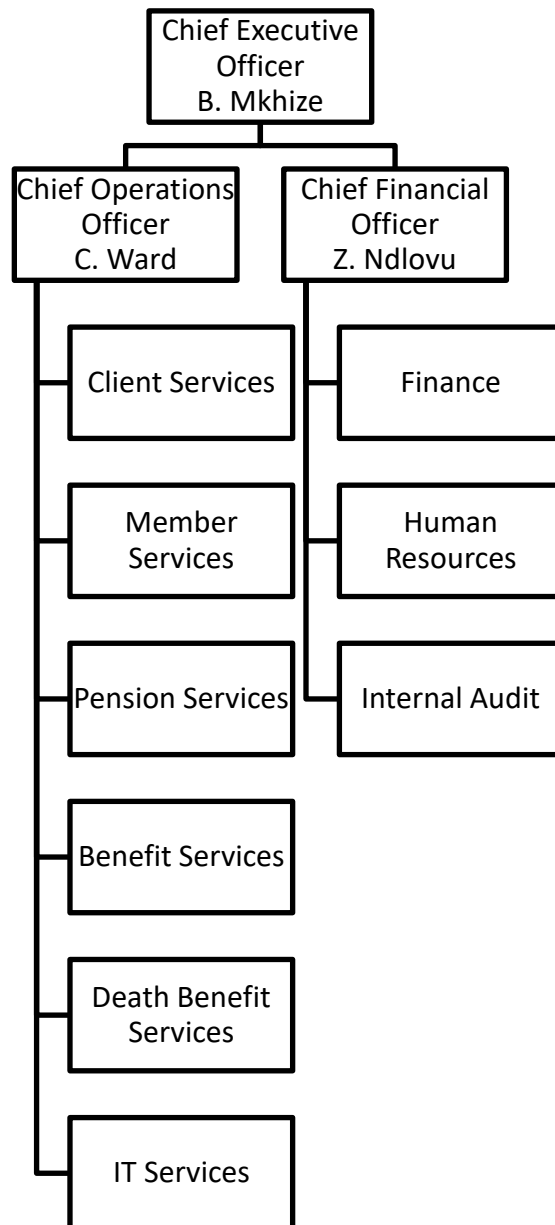 Chief Executive
Officer
B. Mkhize
Chief Operations
Officer
C. Ward
Chief Financial
Officer
Z. Ndlovu
Client Services
Finance
Member
Services
Human
Resources
Pension Services
Internal Audit
Benefit Services
Death Benefit
Services
IT Services